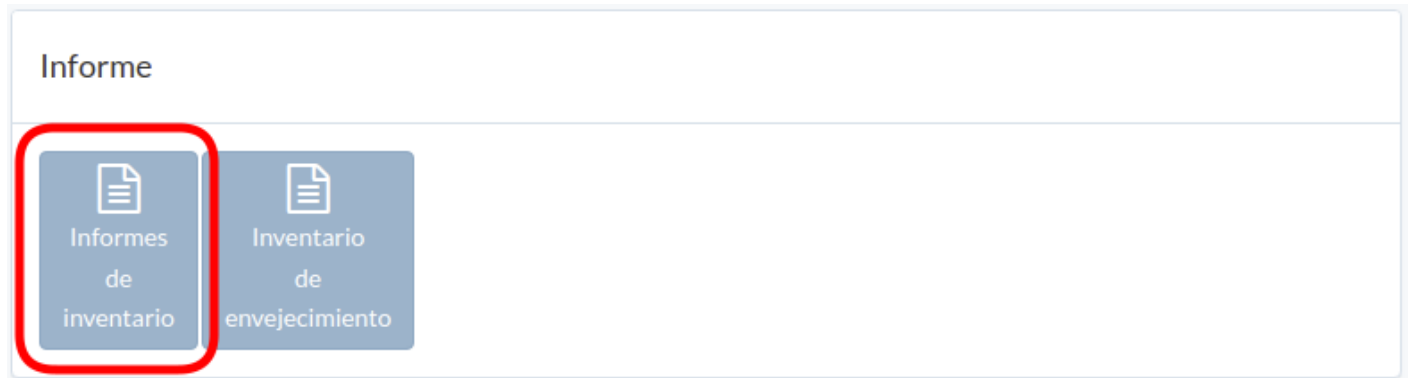 Informe
Informes
de
inventario
Inventario
de
envejecimiento